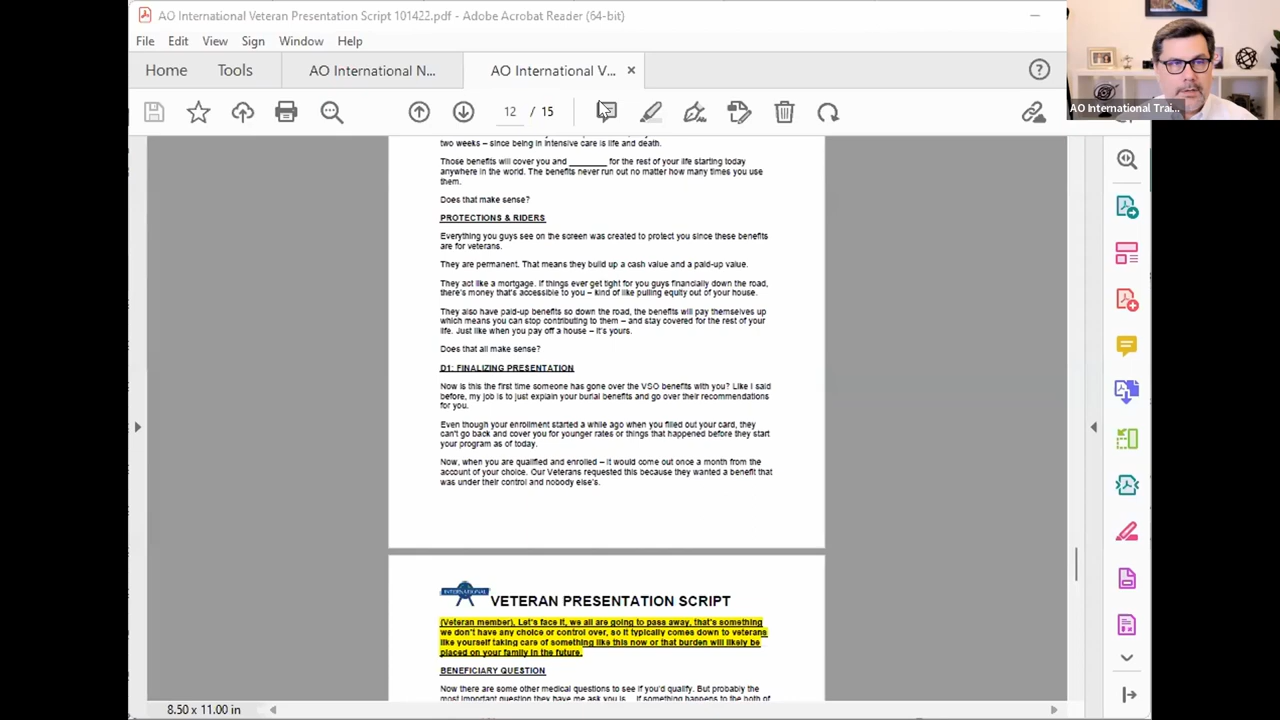 AO International Veteran Presentation Script 101422.pdf - Adobe Acrobat Reader (64-bit)
File Edit View Sign Window Help
Home Tools AO International N... AO International V...
12 / 15
AO International Trai...
two weeks – since being in intensive care is life and death.
Those benefits will cover you and ________ for the rest of your life starting today
anywhere in the world. The benefits never run out no matter how many times you use
them.
Does that make sense?
PROTECTIONS & RIDERS
Everything you guys see on the screen was created to protect you since these benefits
are for veterans.
They are permanent. That means they build up a cash value and a paid-up value.
They act like a mortgage. If things ever get tight for you guys financially down the road,
there's money that's accessible to you – kind of like pulling equity out of your house.
They also have paid-up benefits so down the road, the benefits will pay themselves up
which means you can stop contributing to them – and stay covered for the rest of your
life. Just like when you pay off a house – it's yours.
Does that all make sense?
D1: FINALIZING PRESENTATION
Now is this the first time someone has gone over the VSO benefits with you? Like I said
before, my job is to just explain your burial benefits and go over their recommendations
for you.
Even though your enrollment started a while ago when you filled out your card, they
can't go back and cover you for younger rates or things that happened before they start
your program as of today.
Now, when you are qualified and enrolled – it would come out once a month from the
account of your choice. Our Veterans requested this because they wanted a benefit that
was under their control and nobody else's.
INTERNATIONAL
VETERAN PRESENTATION SCRIPT
(Veteran member), Let's face it, we all are going to pass away, that's something
we don't have any choice or control over, so it typically comes down to veterans
like yourself taking care of something like this now or that burden will likely be
placed on your family in the future.
BENEFICIARY QUESTION
Now there are some other medical questions to see if you'd qualify. But probably the
most important question they have me ask you is... if something happens to the both of
8.50 x 11.00 in